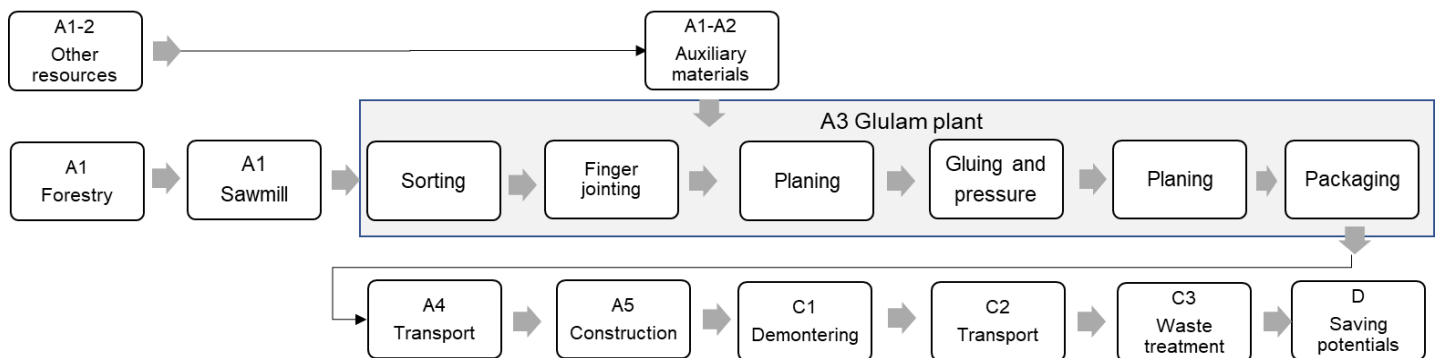 A1-2
Other
resources
A1-A2
Auxiliary
materials
A3 Glulam plant
A1
Forestry
A1
Sawmill
Sorting
Finger
jointing
Planing
Gluing and
pressure
Planing
Packaging
A4
Transport
A5
Construction
C1
Demontering
C2
Transport
C3
Waste
treatment
D
Saving
potentials